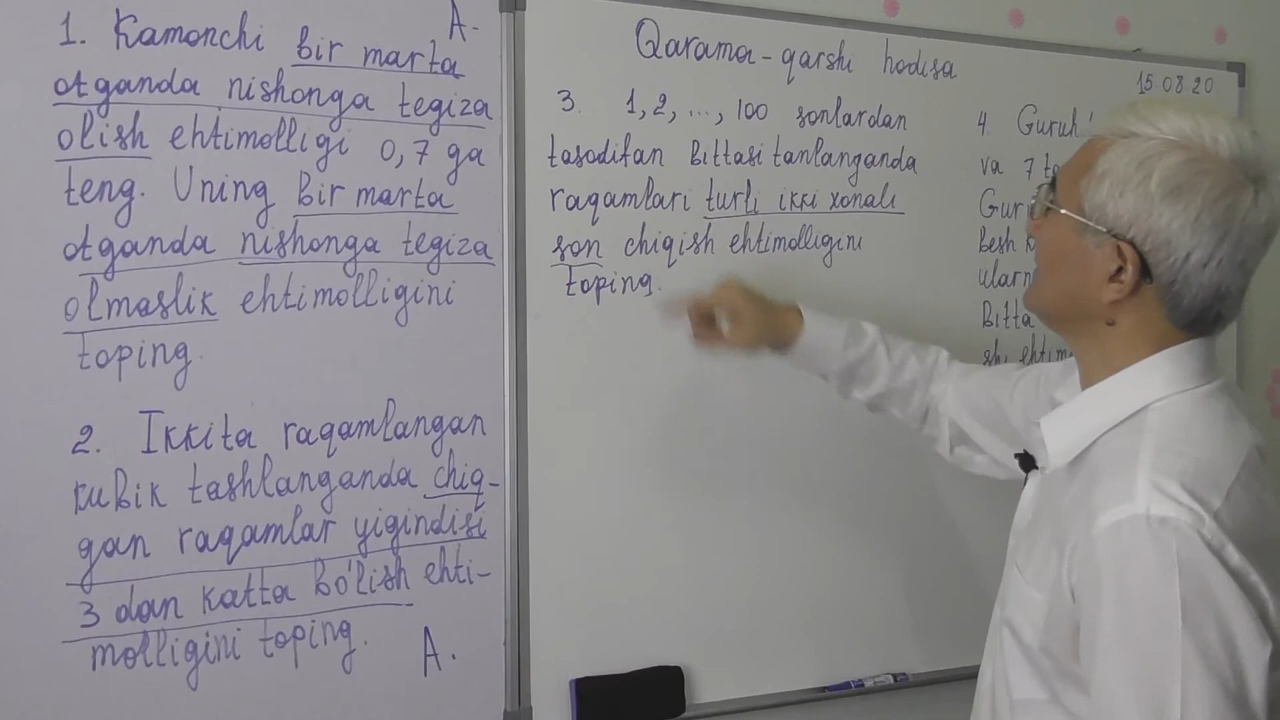 A.
1. Kamonchi bir marta
otganda nishonga tegiza
olish ehtimolligi 0,7 ga
teng. Uning bir marta
otganda nishonga tegiza
olmaslik ehtimolligini
toping.
2. Ikkita raqamlangan
kubik tashlanganda chiq-
gan raqamlar yigindisi
3 dan katta bo'lish ehti-
molligini toping.
A.
Qarama-qarshi hodisa
15 08 20
3. 1, 2, ..., 100 sonlardan
tasodifan bittasi tanlanganda
raqamlari turli ikki xonali
son chiqish ehtimolligini
toping.
4. Guruh
va 7 ta
Besh
Bitta